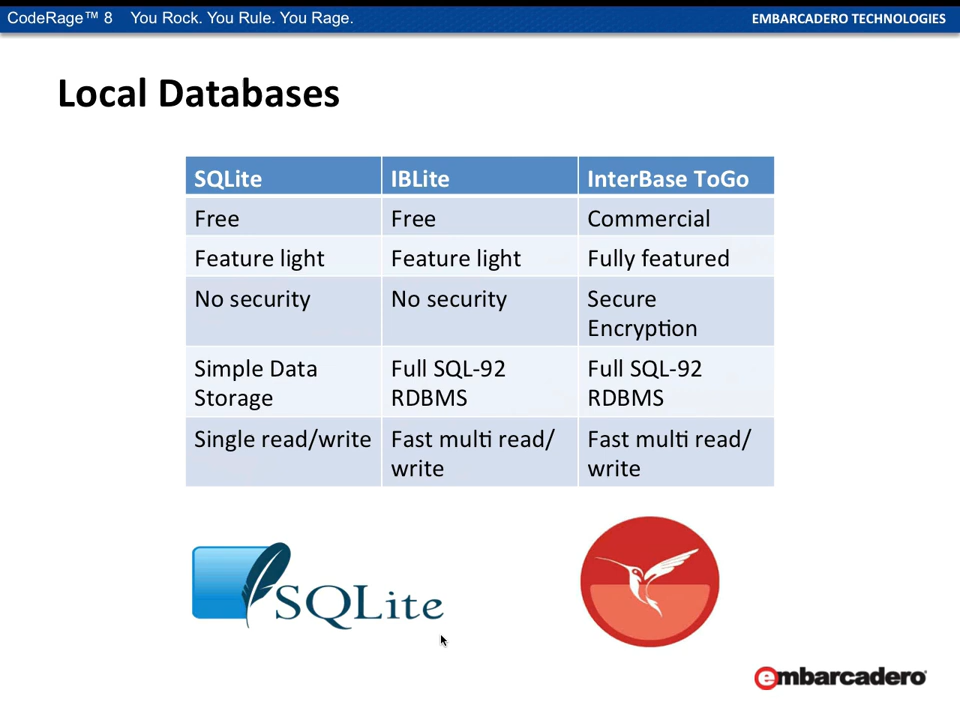 CodeRage™ 8 You Rock. You Rule. You Rage.
EMBARCADERO TECHNOLOGIES
Local Databases
SQLite IBLite InterBase ToGo
Free Free Commercial
Feature light Feature light Fully featured
No security No security Secure
Encryption
Simple Data Full SQL-92 Full SQL-92
Storage RDBMS RDBMS
Single read/write Fast multi read/ Fast multi read/
write write
SQLite
embarcadero